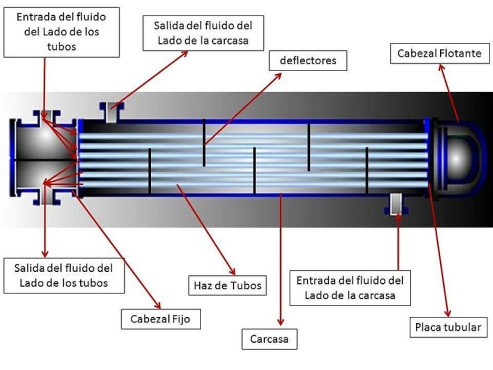 Entrada del fluido
del Lado de los
tubos
Salida del fluido del
Lado de la carcasa
deflectores
Cabezal Flotante
Salida del fluido del
Lado de los tubos
Haz de Tubos
Entrada del fluido del
Lado de la carcasa
Cabezal Fijo
Carcasa
Placa tubular